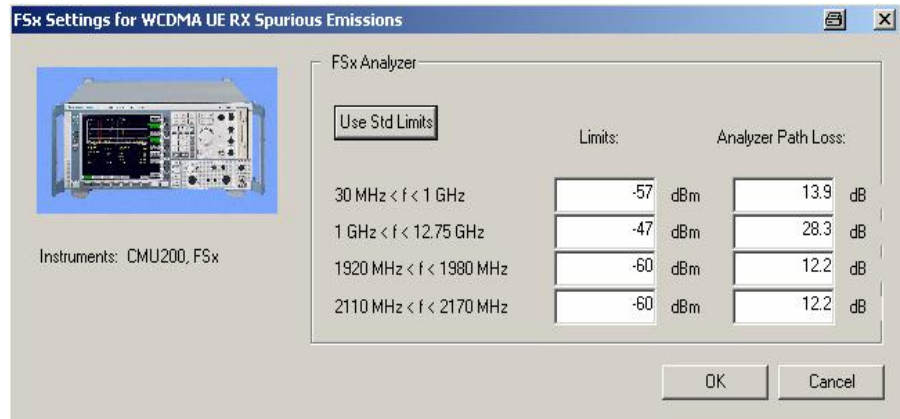 FSx Settings for WCDMA UE RX Spurious Emissions
FSx Analyzer
Use Std Limits
Limits: Analyzer Path Loss:
30 MHz < f < 1 GHz -57 dBm 13.9 dB
1 GHz < f < 12.75 GHz -47 dBm 28.3 dB
1920 MHz < f < 1980 MHz -60 dBm 12.2 dB
2110 MHz < f < 2170 MHz -60 dBm 12.2 dB
Instruments: CMU200, FSx
OK Cancel